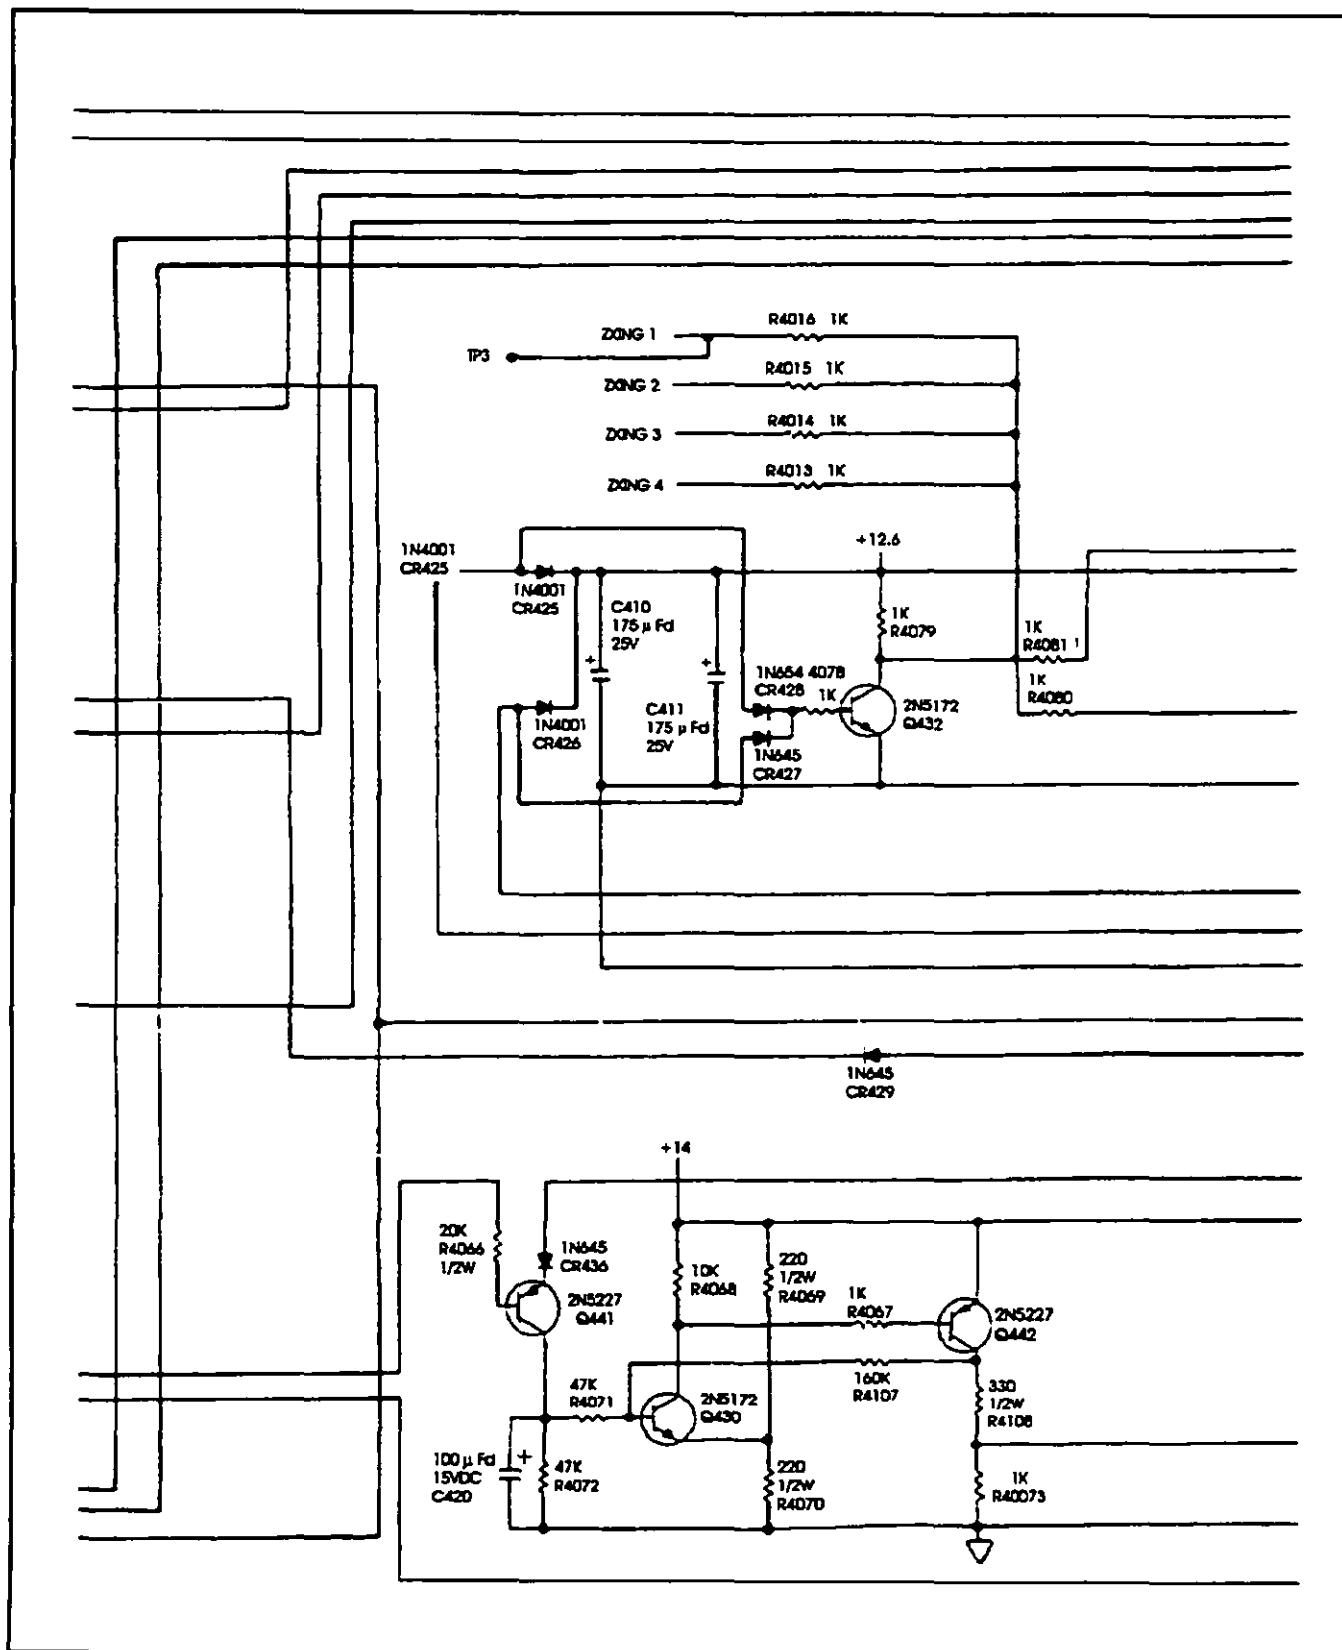 R4016 1K
ZXING 1
TP3
R4015 1K
ZXING 2
R4014 1K
ZXING 3
R4013 1K
ZXING 4
1N4001
CR425
+12.6
1N4001
CR425
C410
175 µ Fd
25V
1K
R4079
1K
R4081
1K
R4080
1N654 4078
CR428
1K
2N5172
Q432
C411
175 µ Fd
25V
1N4001
CR426
1N645
CR427
1N645
CR429
+14
20K
R4066
1/2W
1N645
CR436
10K
R4068
220
1/2W
R4069
2N5227
Q441
1K
R4067
2N5227
Q442
47K
R4071
2N5172
Q430
160K
R4107
330
1/2W
R4108
100 µ Fd
15VDC
C420
47K
R4072
220
1/2W
R4070
1K
R40073